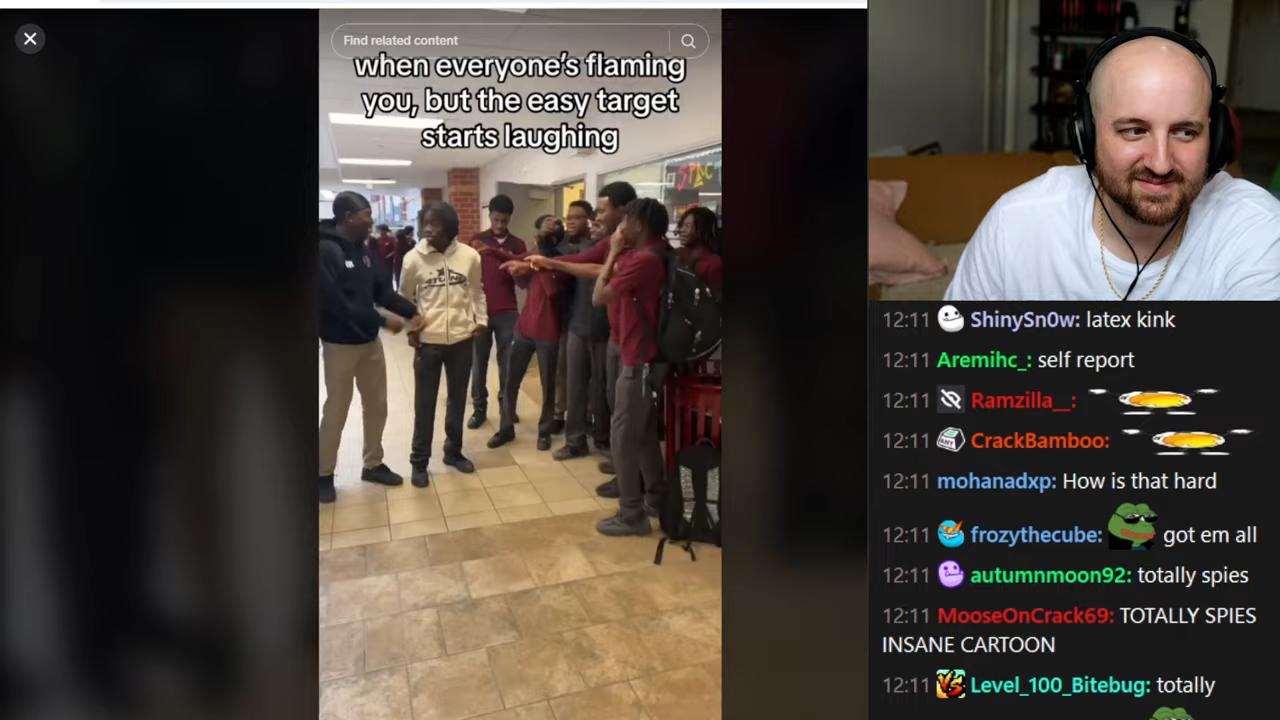 Find related content
when everyone's flaming
you, but the easy target
starts laughing
12:11 ShinySn0w: latex kink
12:11 Aremihc_: self report
12:11 Ramzilla__:
12:11 CrackBamboo:
12:11 mohanadxp: How is that hard
12:11 frozythecube: got em all
12:11 autumnmoon92: totally spies
12:11 MooseOnCrack69: TOTALLY SPIES
INSANE CARTOON
12:11 Level_100_Bitebug: totally